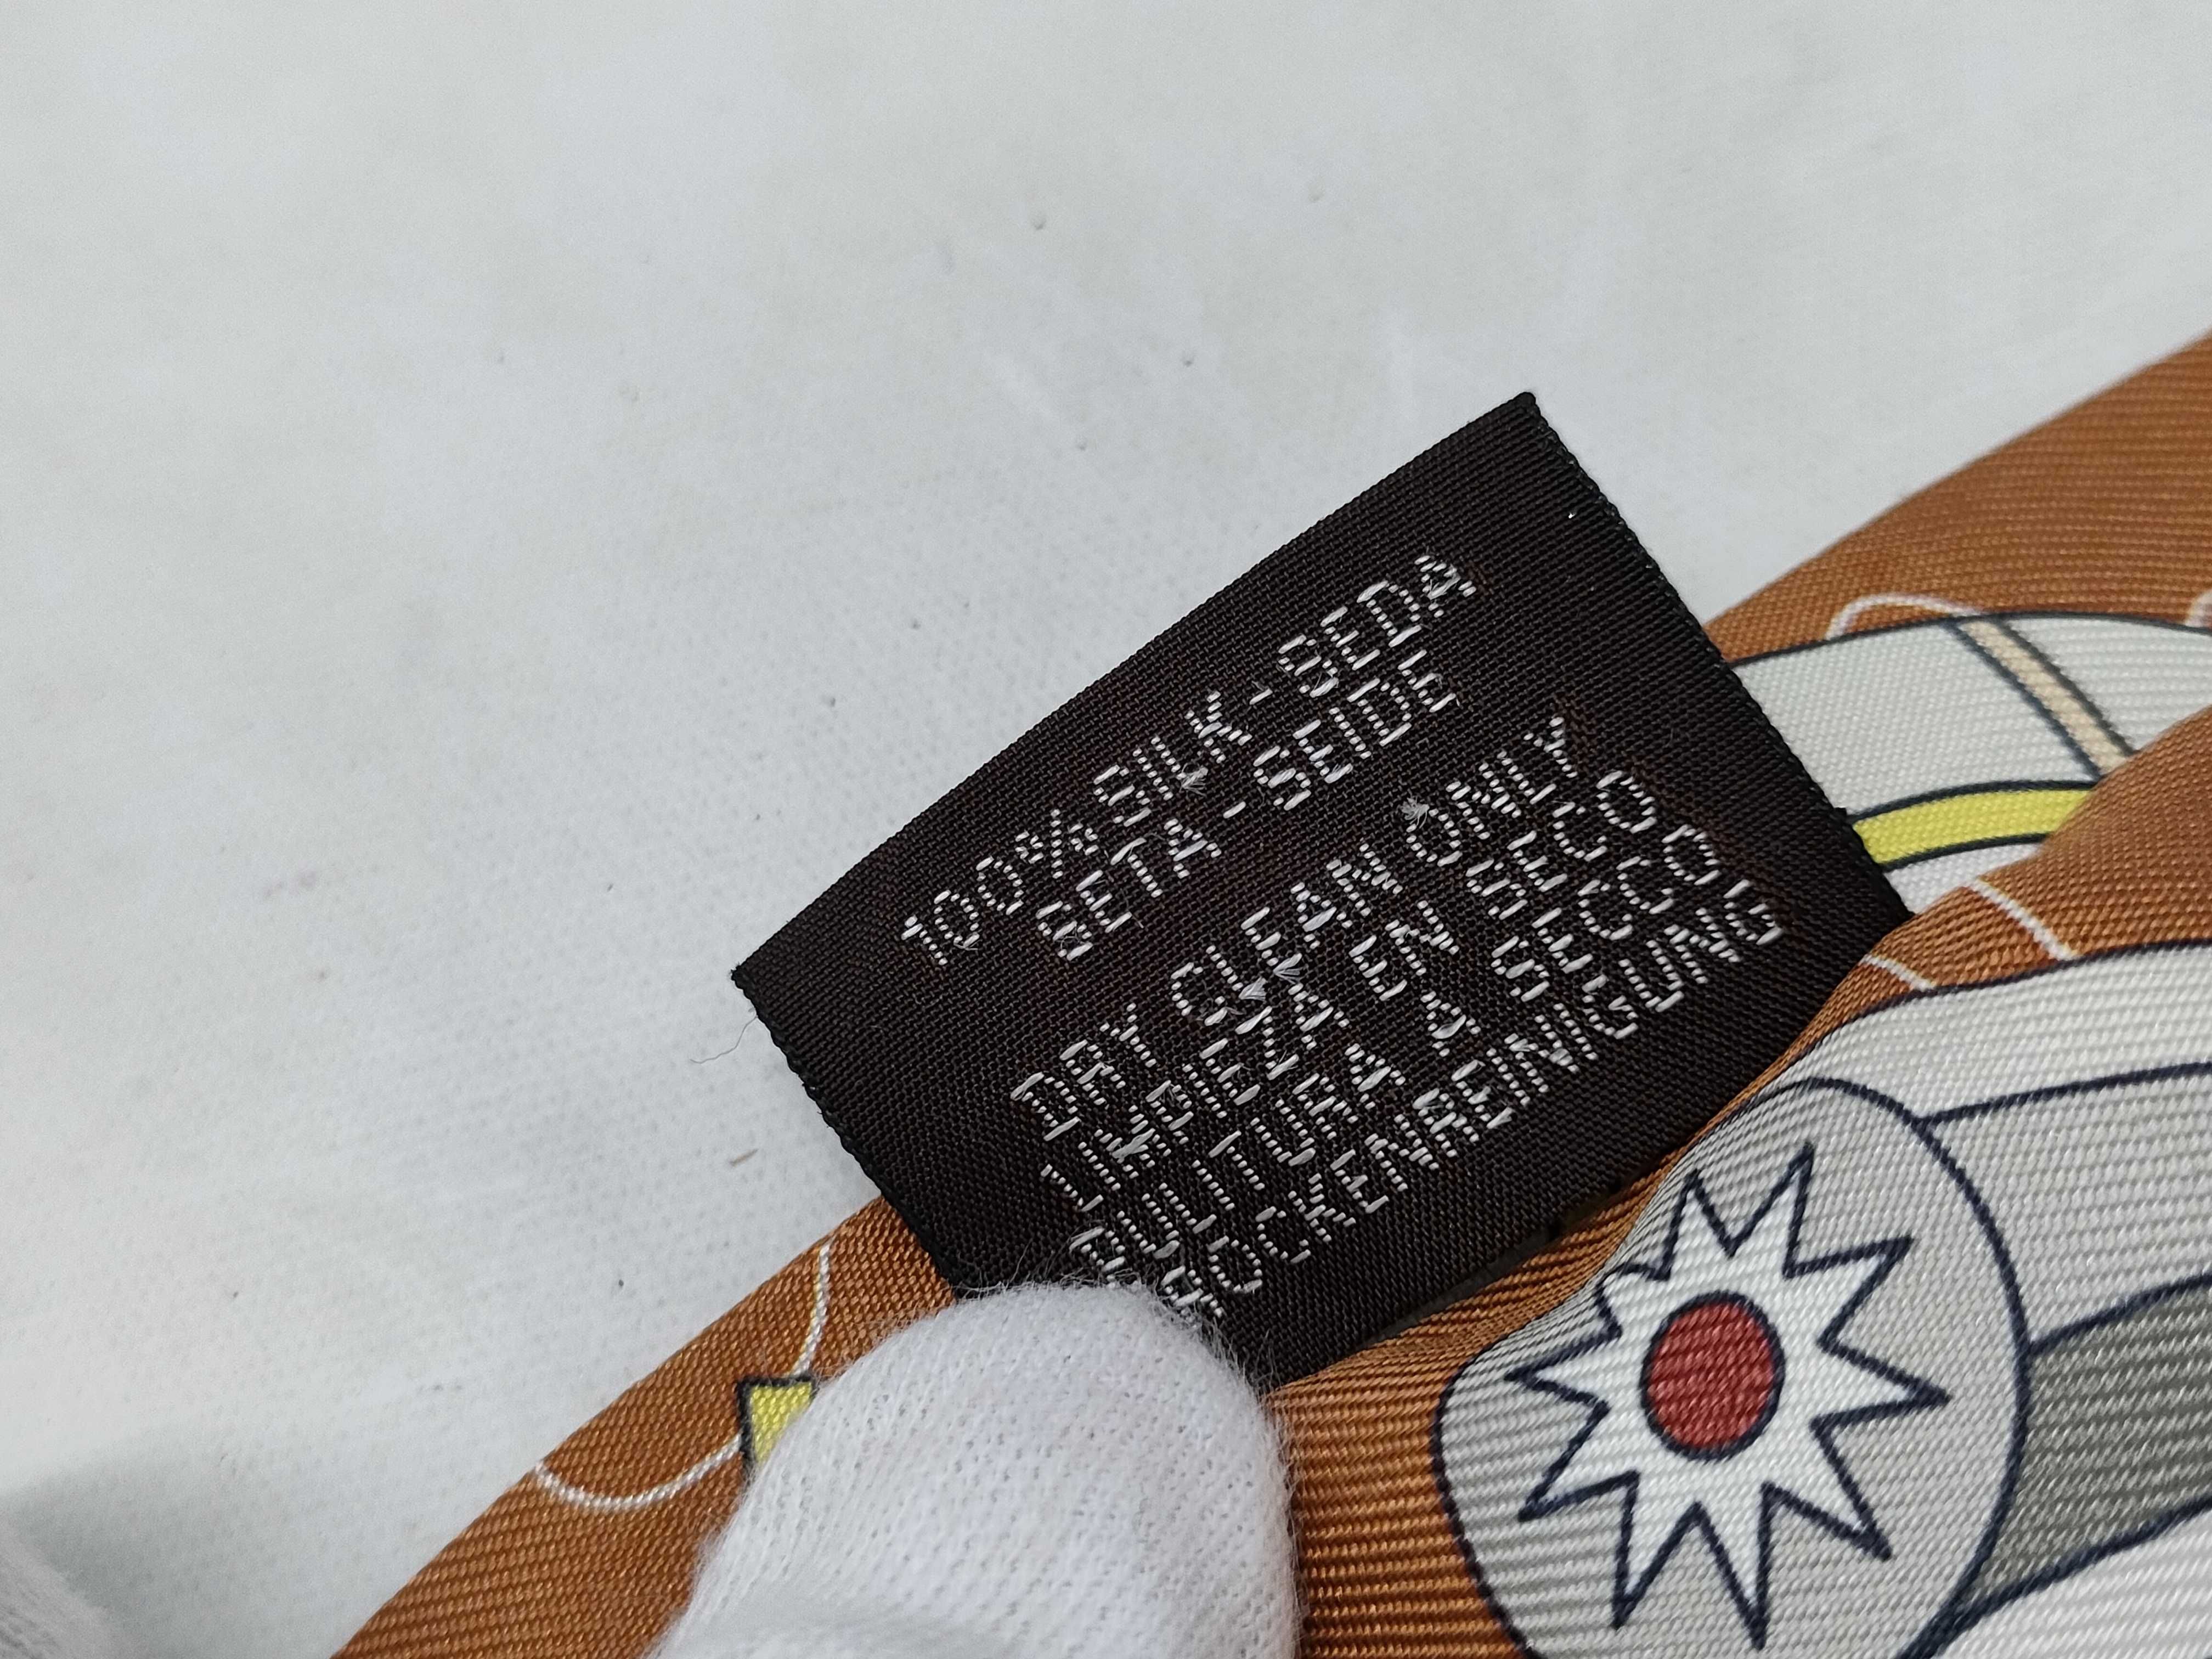 100% SILK - SEDA
SETA - SEIDE
DRY CLEAN ONLY
LIMPIEZA EN SECO
PULITURA A SECCO
TROCKENREINIGUNG